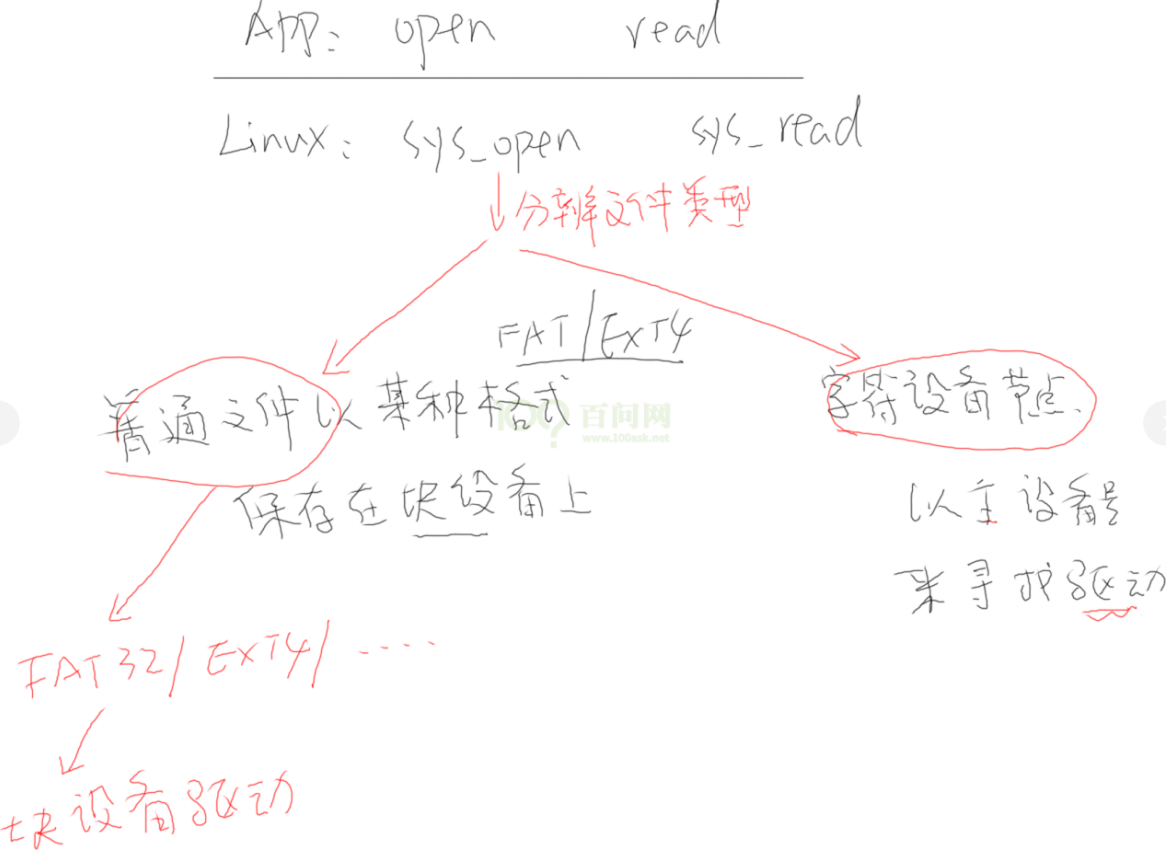 App: open read
Linux: sys_open sys_read
分辨文件类型
FAT/EXT4
普通文件以某种格式
字符设备节点、
100? 百问网
www.100ask.net
保存在块设备上
以主设备号
来寻找驱动
FAT32/EXT4/.....
块设备驱动